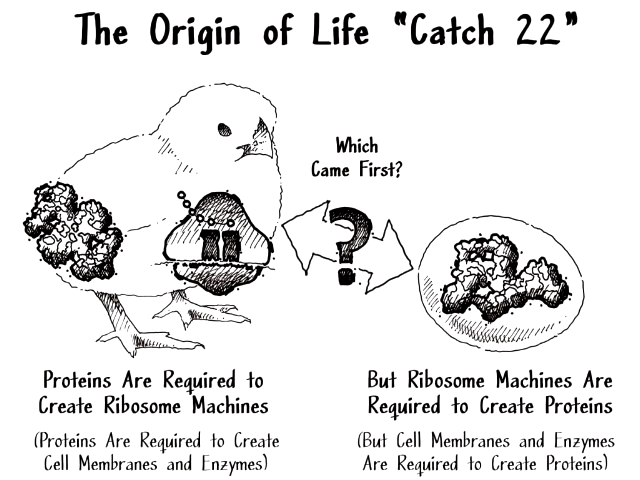 The Origin of Life "Catch 22"
Which
Came First?
?
Proteins Are Required to
Create Ribosome Machines
(Proteins Are Required to Create
Cell Membranes and Enzymes)
But Ribosome Machines Are
Required to Create Proteins
(But Cell Membranes and Enzymes
Are Required to Create Proteins)